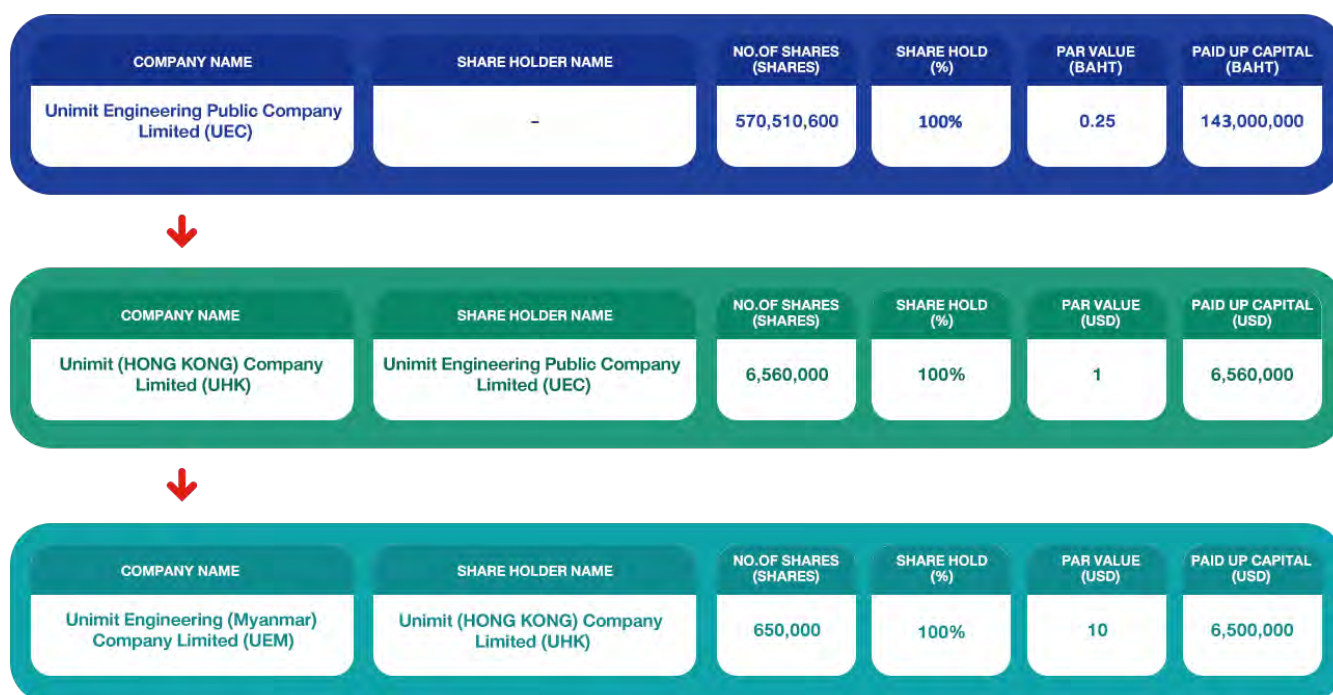 COMPANY NAME
SHARE HOLDER NAME
NO.OF SHARES
(SHARES)
SHARE HOLD
(%)
PAR VALUE
(BAHT)
PAID UP CAPITAL
(BAHT)
Unimit Engineering Public Company
Limited (UEC)
–
570,510,600
100%
0.25
143,000,000
COMPANY NAME
SHARE HOLDER NAME
NO.OF SHARES
(SHARES)
SHARE HOLD
(%)
PAR VALUE
(USD)
PAID UP CAPITAL
(USD)
Unimit (HONG KONG) Company
Limited (UHK)
Unimit Engineering Public Company
Limited (UEC)
6,560,000
100%
1
6,560,000
COMPANY NAME
SHARE HOLDER NAME
NO.OF SHARES
(SHARES)
SHARE HOLD
(%)
PAR VALUE
(USD)
PAID UP CAPITAL
(USD)
Unimit Engineering (Myanmar)
Company Limited (UEM)
Unimit (HONG KONG) Company
Limited (UHK)
650,000
100%
10
6,500,000